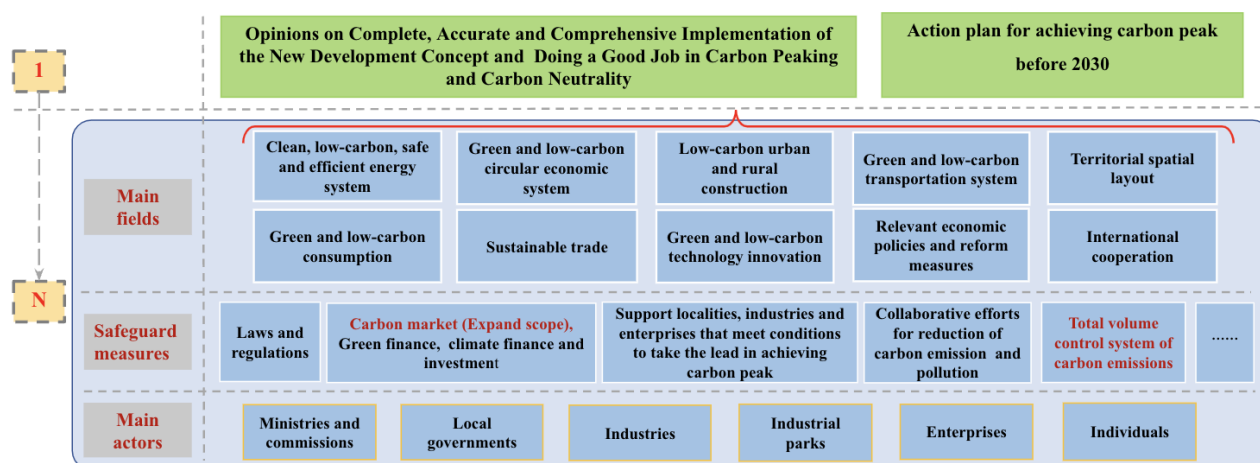 1
Opinions on Complete, Accurate and Comprehensive Implementation of
the New Development Concept and Doing a Good Job in Carbon Peaking
and Carbon Neutrality
Action plan for achieving carbon peak
before 2030
N
Main
fields
Clean, low-carbon, safe
and efficient energy
system
Green and low-carbon
circular economic
system
Low-carbon urban
and rural
construction
Green and low-carbon
transportation system
Territorial spatial
layout
Green and low-carbon
consumption
Sustainable trade
Green and low-carbon
technology innovation
Relevant economic
policies and reform
measures
International
cooperation
Safeguard
measures
Laws and
regulations
Carbon market (Expand scope),
Green finance, climate finance and
investment
Support localities, industries and
enterprises that meet conditions
to take the lead in achieving
carbon peak
Collaborative efforts
for reduction of
carbon emission and
pollution
Total volume
control system of
carbon emissions
......
Main
actors
Ministries and
commissions
Local
governments
Industries
Industrial
parks
Enterprises
Individuals